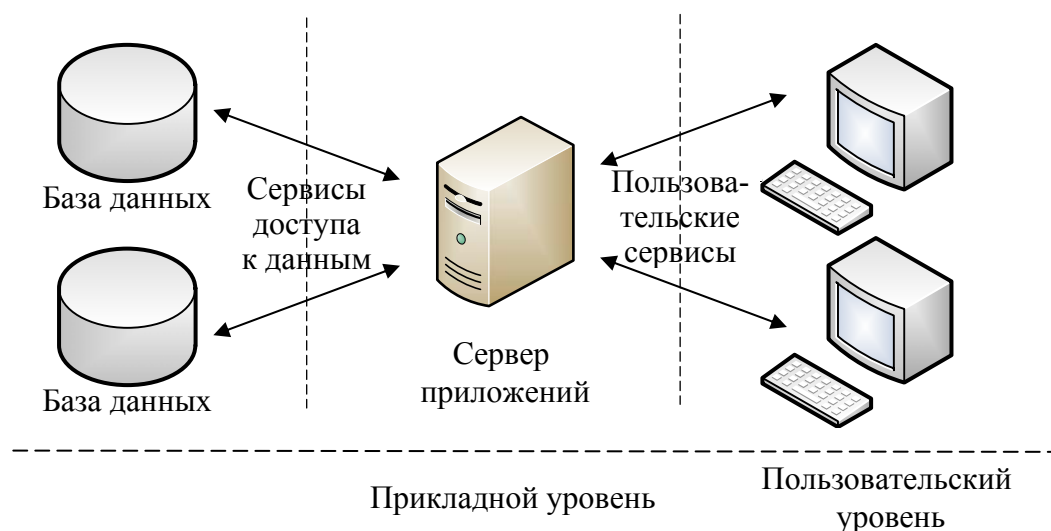 База данных
Сервисы
доступа
к данным
База данных
Сервер
приложений
Пользова-
тельские
сервисы
Прикладной уровень
Пользовательский
уровень